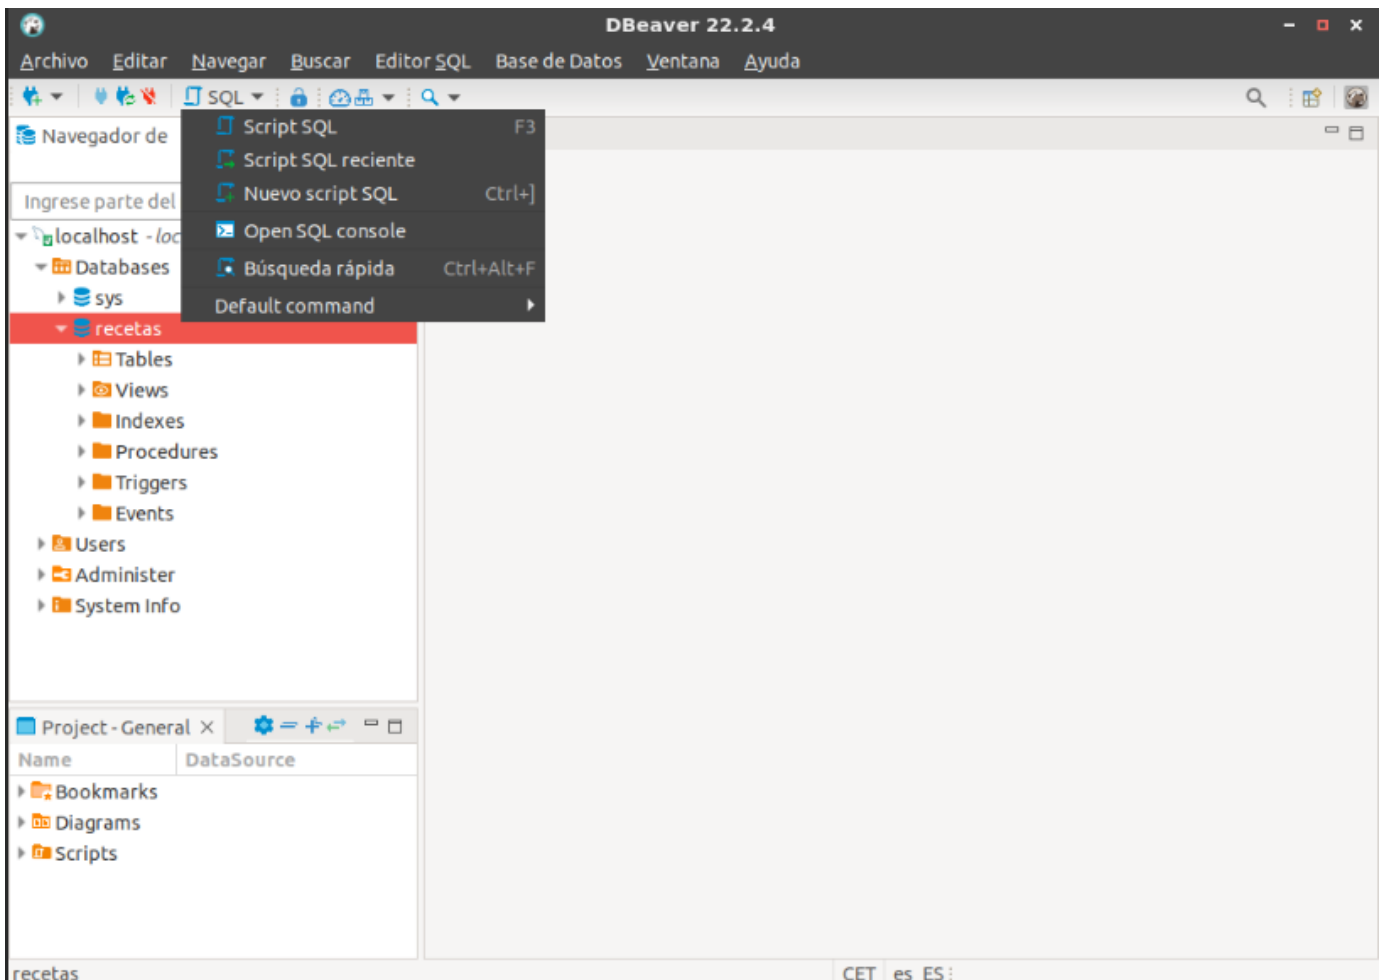 DBeaver 22.2.4
Archivo Editar Navegar Buscar Editor SQL Base de Datos Ventana Ayuda
SQL
Navegador de
Script SQL F3
Script SQL reciente
Nuevo script SQL Ctrl+]
Open SQL console
Búsqueda rápida Ctrl+Alt+F
Default command
Ingrese parte del
localhost - loc
Databases
sys
recetas
Tables
Views
Indexes
Procedures
Triggers
Events
Users
Administer
System Info
Project - General
Name DataSource
Bookmarks
Diagrams
Scripts
recetas CET es_ES